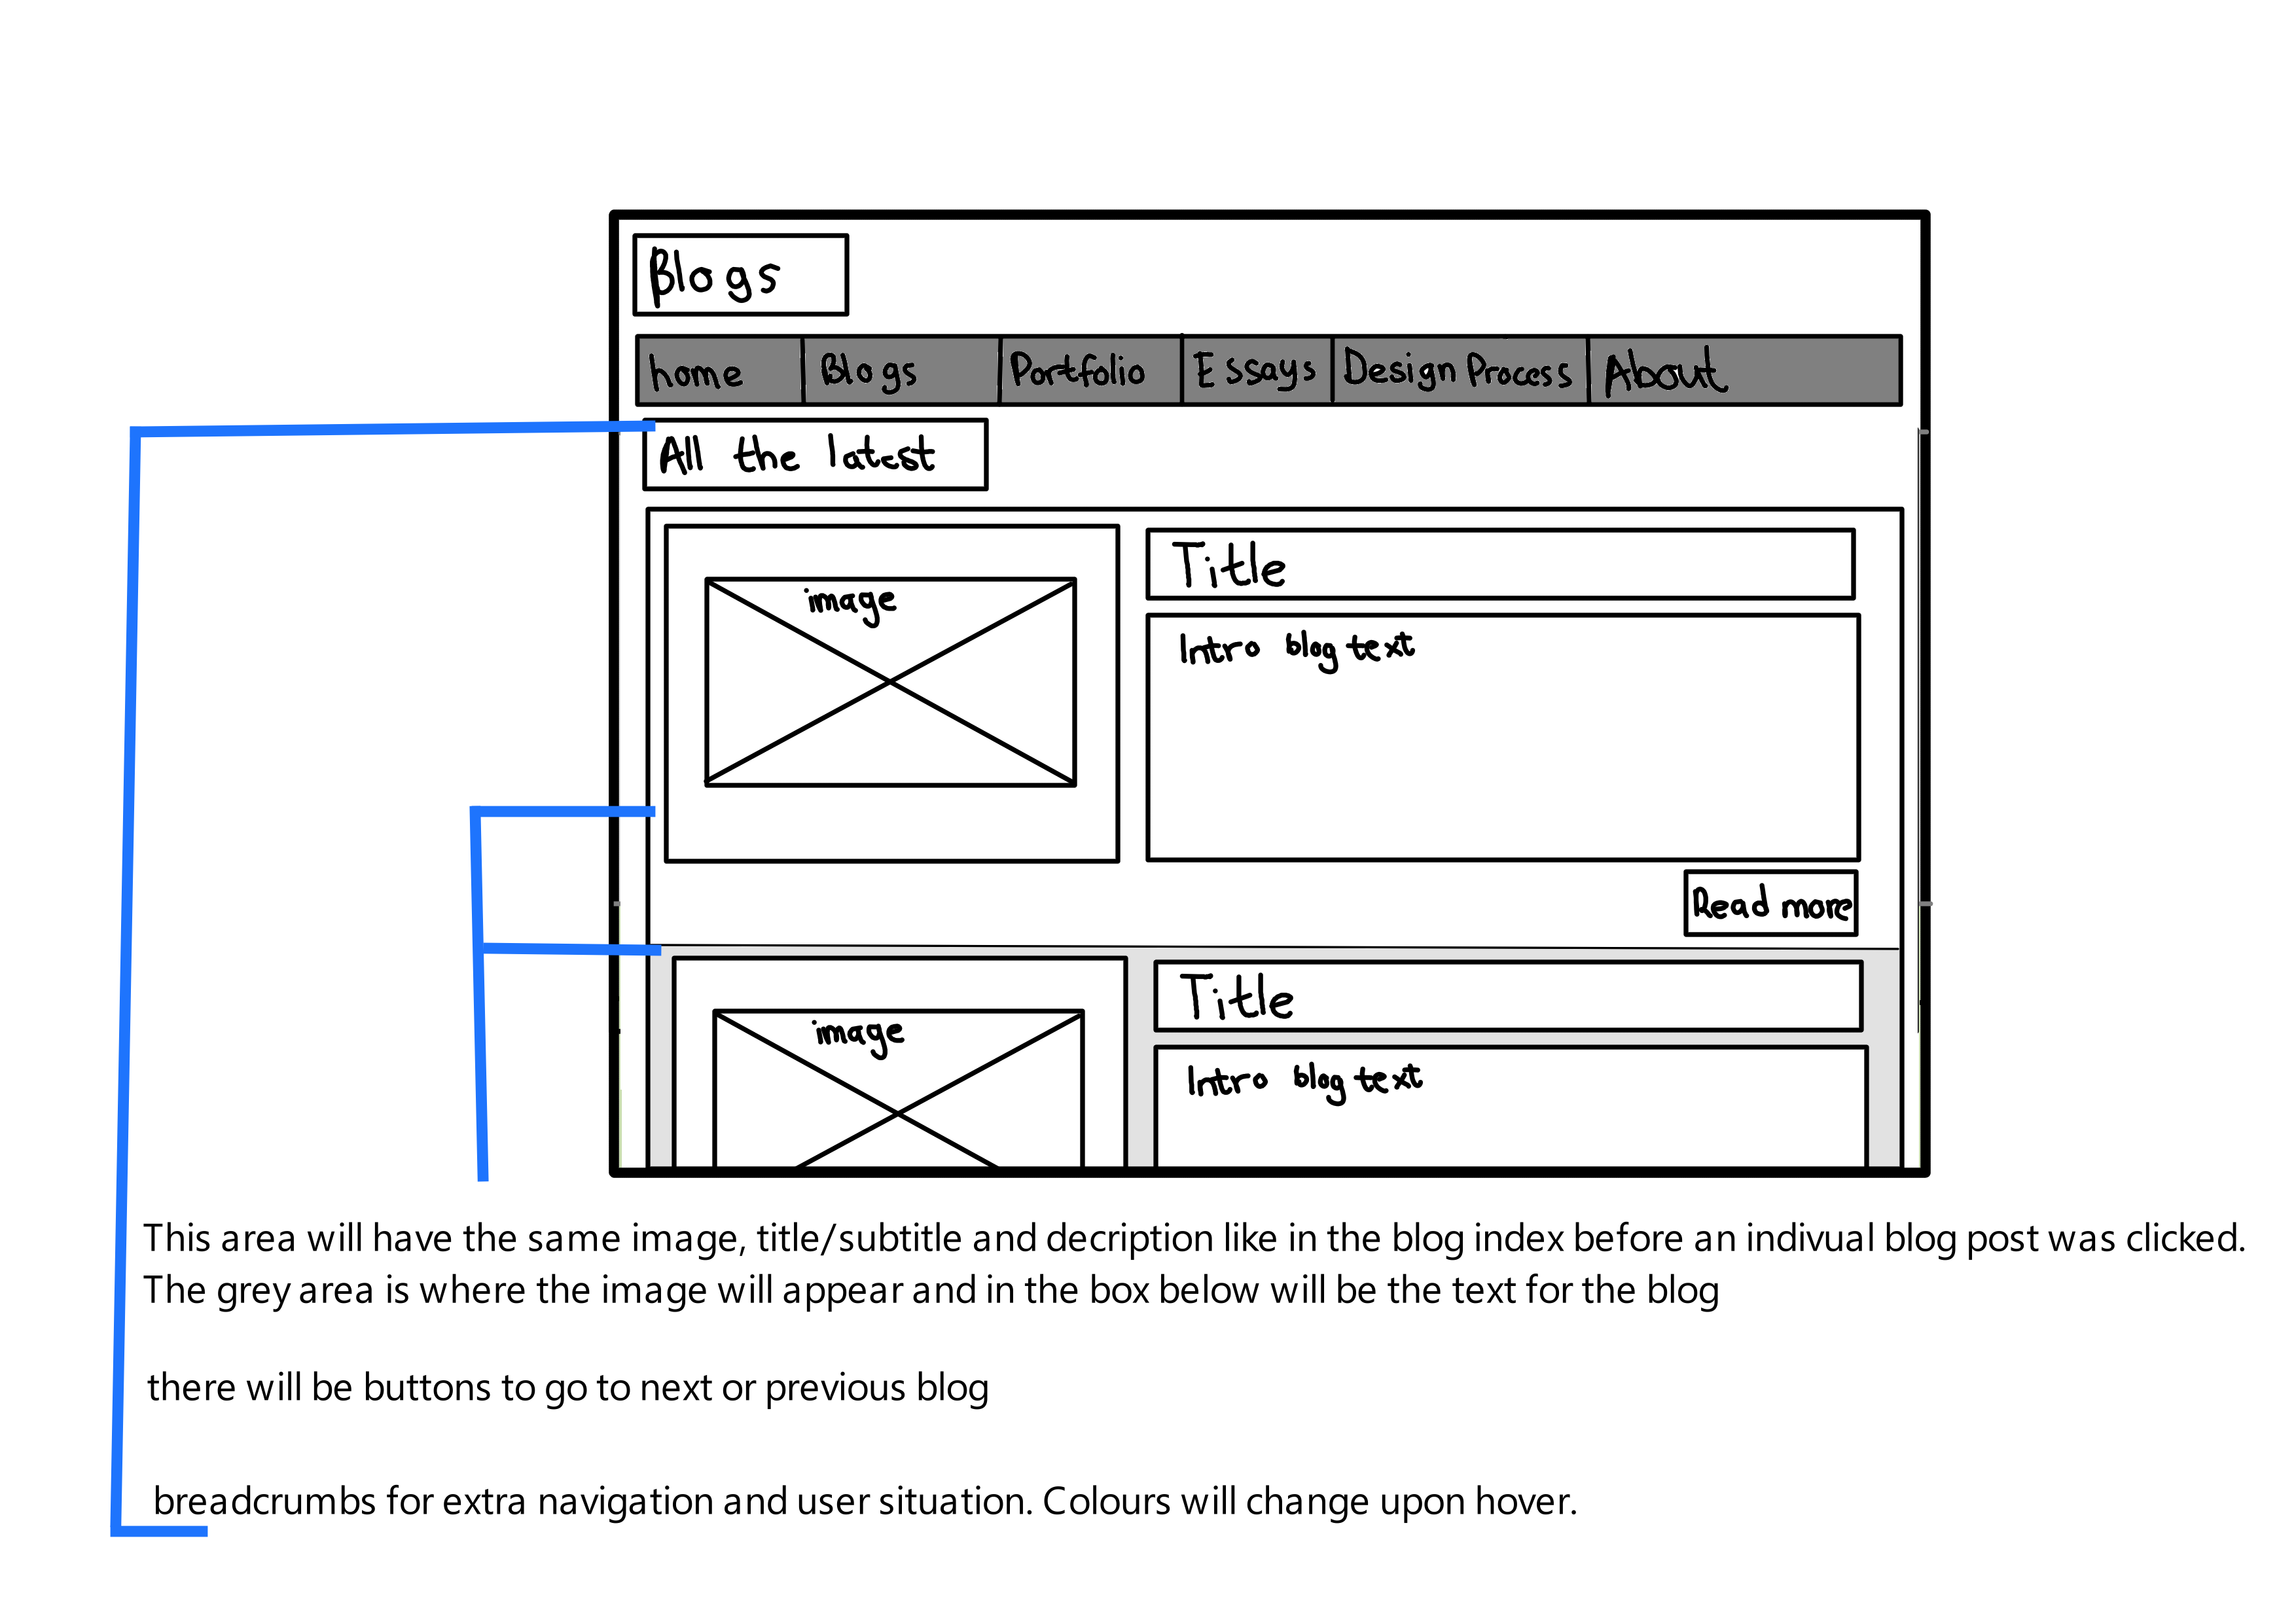 Blogs
home Blogs Portfolio Essays Design Process About
All the latest
image
Title
Intro blog text
Read more
image
Title
Intro blog text
This area will have the same image, title/subtitle and decription like in the blog index before an indivual blog post was clicked.
The grey area is where the image will appear and in the box below will be the text for the blog
there will be buttons to go to next or previous blog
breadcrumbs for extra navigation and user situation. Colours will change upon hover.